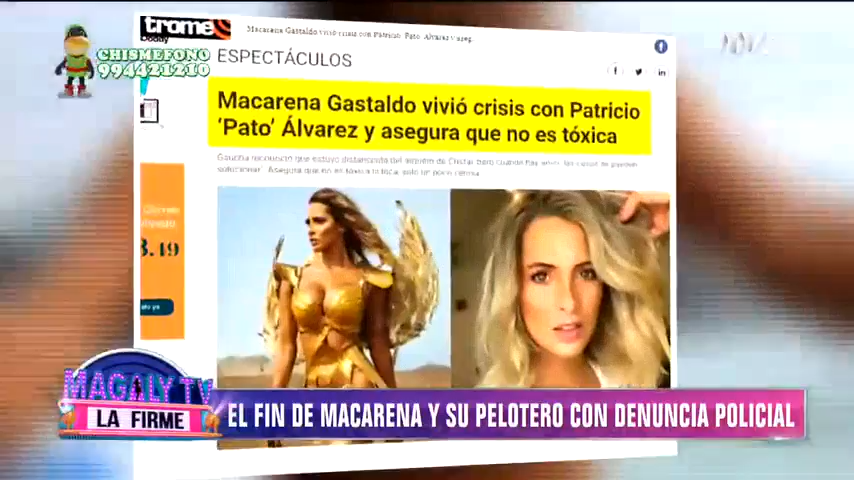 trome
Macarena Gastaldo vivió crisis con Patricio 'Pato' Álvarez y aseg.
CHISMEFONO
994421210
ESPECTÁCULOS
Macarena Gastaldo vivió crisis con Patricio
'Pato' Álvarez y asegura que no es tóxica
3.49
MAGALY TV
LA FIRME
EL FIN DE MACARENA Y SU PELOTERO CON DENUNCIA POLICIAL